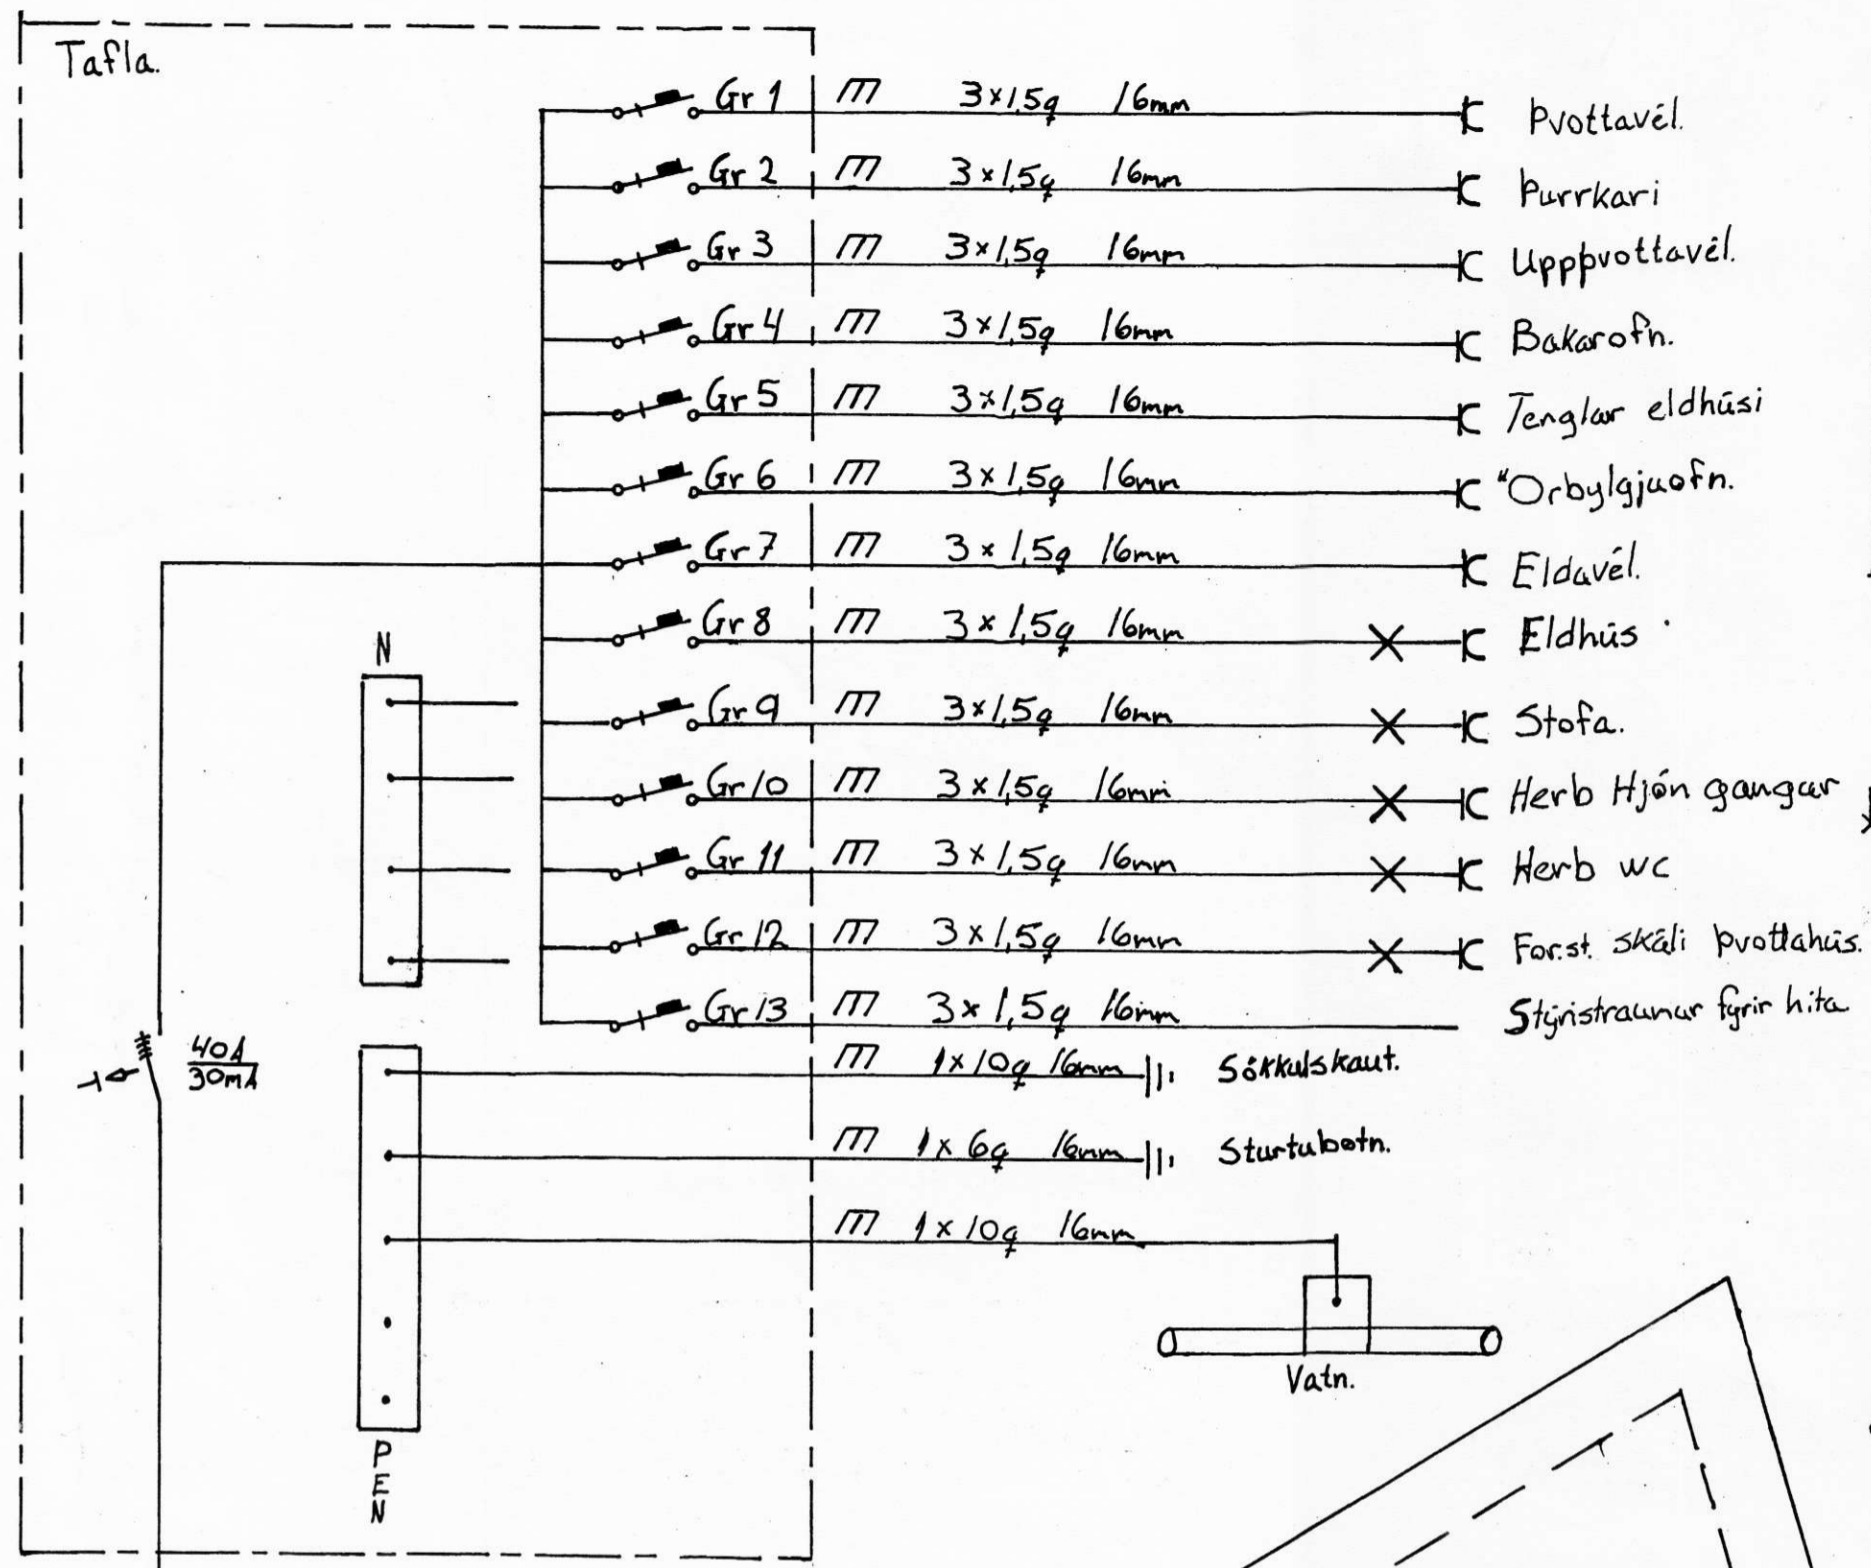 Tafla.
Gr 1 3×1,5q 16mm Þvottavél.
Gr 2 3×1,5q 16mm Þurrkari
Gr 3 3×1,5q 16mm Uppþvottavél.
Gr 4 3×1,5q 16mm Bakarofn.
Gr 5 3×1,5q 16mm Tenglar eldhúsi
Gr 6 3×1,5q 16mm Örbylgjuofn.
Gr 7 3×1,5q 16mm Eldavél.
Gr 8 3×1,5q 16mm Eldhús
N
Gr 9 3×1,5q 16mm Stofa.
Gr 10 3×1,5q 16mm Herb Hjón gangar
Gr 11 3×1,5q 16mm Herb wc
Gr 12 3×1,5q 16mm For.st. skáli þvottahús.
Gr 13 3×1,5q 16mm Stýristraumur fyrir hita
40A
30mA
1×10q 16mm Sökkulskaut.
1×6q 16mm Sturtubotn.
1×10q 16mm
Vatn.
PEN